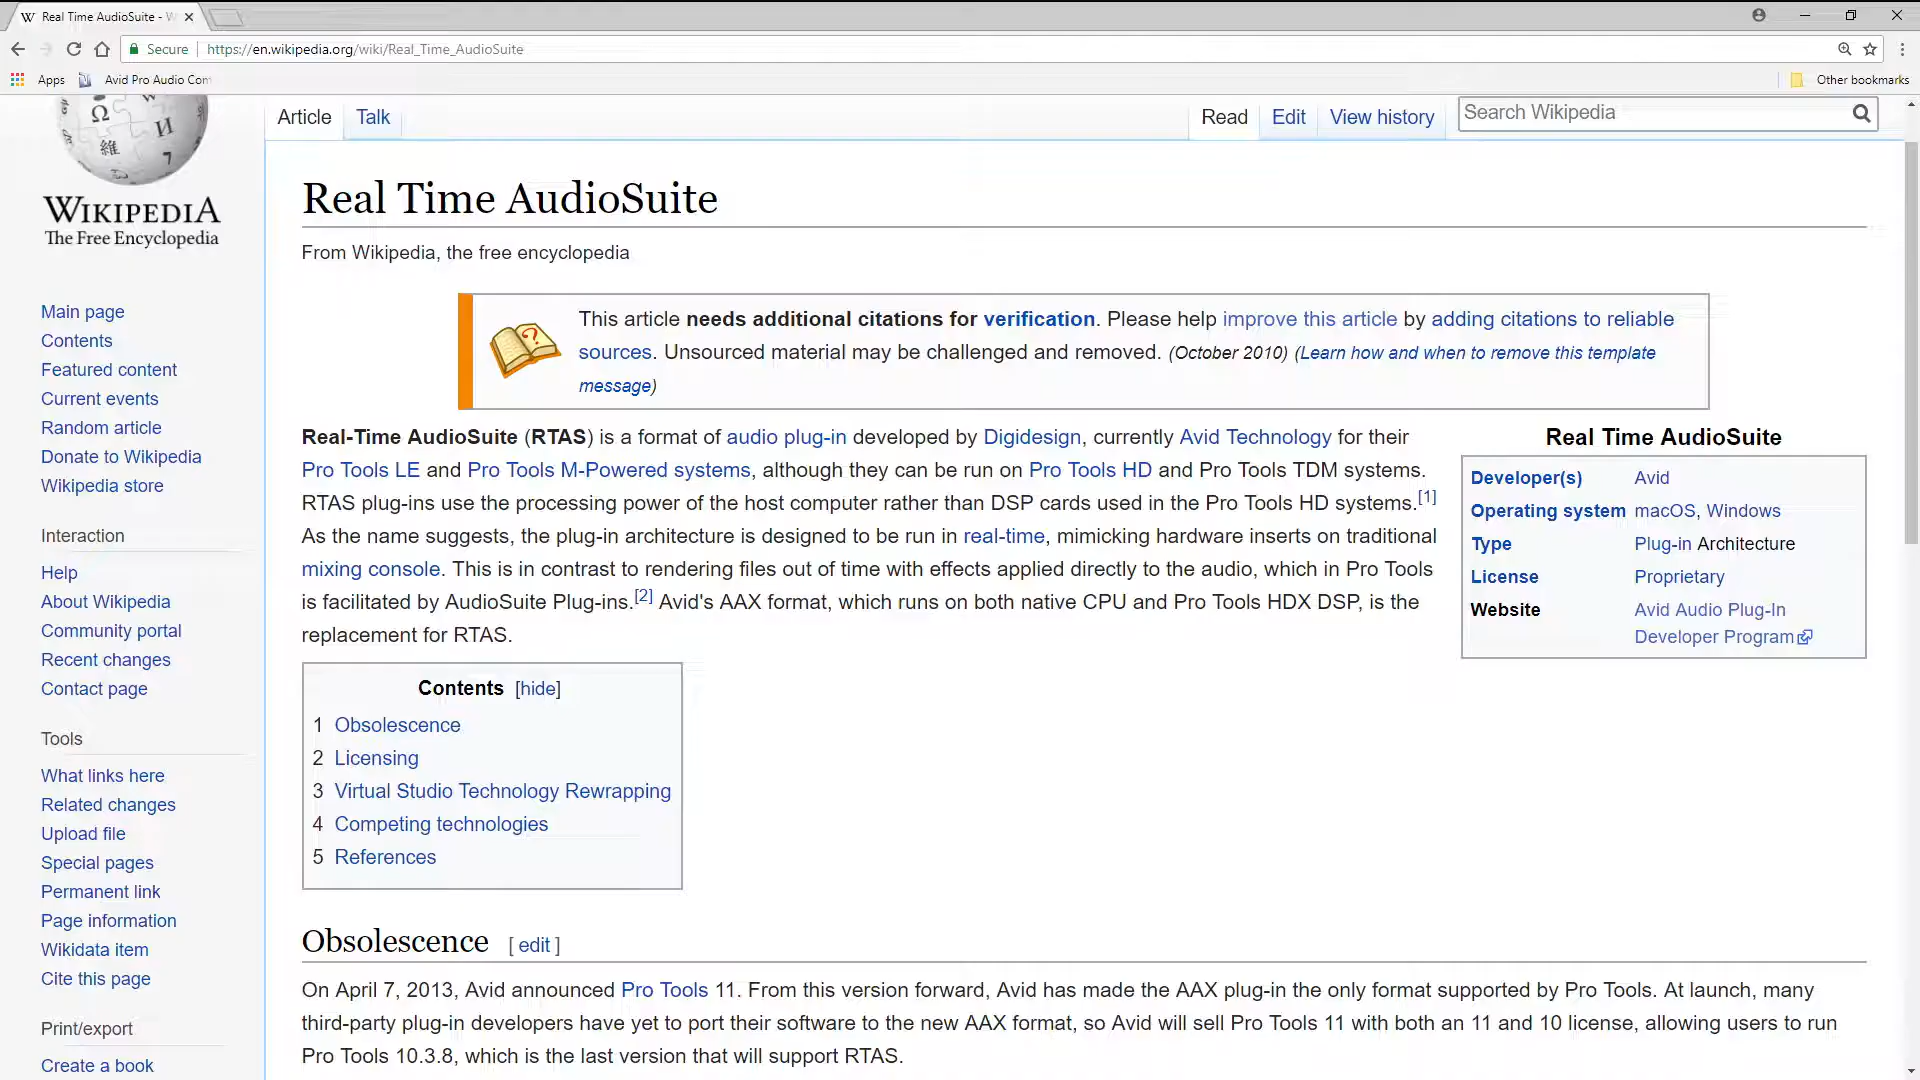 Real Time AudioSuite - W
Secure
https://en.wikipedia.org/wiki/Real_Time_AudioSuite
Apps
Avid Pro Audio Com
Other bookmarks
WIKIPEDIA
The Free Encyclopedia
Main page
Contents
Featured content
Current events
Random article
Donate to Wikipedia
Wikipedia store
Interaction
Help
About Wikipedia
Community portal
Recent changes
Contact page
Tools
What links here
Related changes
Upload file
Special pages
Permanent link
Page information
Wikidata item
Cite this page
Print/export
Create a book
Article
Talk
Read
Edit
View history
Search Wikipedia
Real Time AudioSuite
From Wikipedia, the free encyclopedia
This article needs additional citations for verification. Please help improve this article by adding citations to reliable
sources. Unsourced material may be challenged and removed. (October 2010) (Learn how and when to remove this template
message)
Real-Time AudioSuite (RTAS) is a format of audio plug-in developed by Digidesign, currently Avid Technology for their
Pro Tools LE and Pro Tools M-Powered systems, although they can be run on Pro Tools HD and Pro Tools TDM systems.
RTAS plug-ins use the processing power of the host computer rather than DSP cards used in the Pro Tools HD systems.[1]
As the name suggests, the plug-in architecture is designed to be run in real-time, mimicking hardware inserts on traditional
mixing console. This is in contrast to rendering files out of time with effects applied directly to the audio, which in Pro Tools
is facilitated by AudioSuite Plug-ins.[2] Avid's AAX format, which runs on both native CPU and Pro Tools HDX DSP, is the
replacement for RTAS.
Real Time AudioSuite
Developer(s) Avid
Operating system macOS, Windows
Type Plug-in Architecture
License Proprietary
Website Avid Audio Plug-In
Developer Program
Contents [hide]
1 Obsolescence
2 Licensing
3 Virtual Studio Technology Rewrapping
4 Competing technologies
5 References
Obsolescence [ edit ]
On April 7, 2013, Avid announced Pro Tools 11. From this version forward, Avid has made the AAX plug-in the only format supported by Pro Tools. At launch, many
third-party plug-in developers have yet to port their software to the new AAX format, so Avid will sell Pro Tools 11 with both an 11 and 10 license, allowing users to run
Pro Tools 10.3.8, which is the last version that will support RTAS.